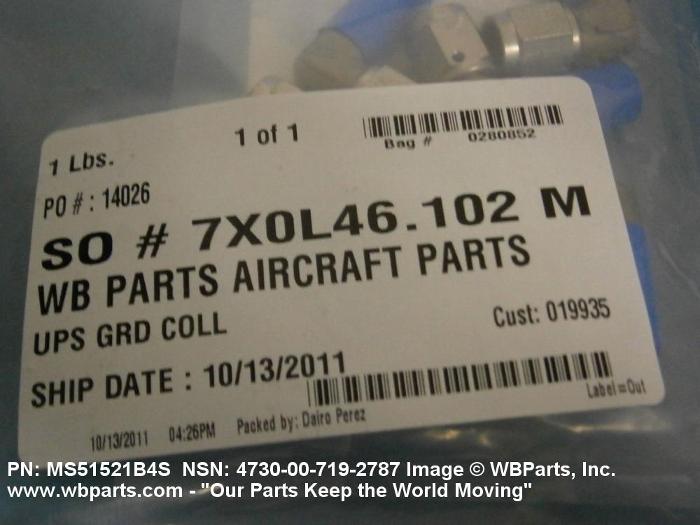 1 Lbs.
1 of 1
Bag # 0280852
PO # : 14026
SO # 7X0L46.102 M
WB PARTS AIRCRAFT PARTS
UPS GRD COLL
Cust: 019935
SHIP DATE : 10/13/2011
Label=Out
10/13/2011 04:26PM Packed by: Dairo Perez
PN: MS51521B4S NSN: 4730-00-719-2787 Image © WBParts, Inc.
www.wbparts.com - "Our Parts Keep the World Moving"